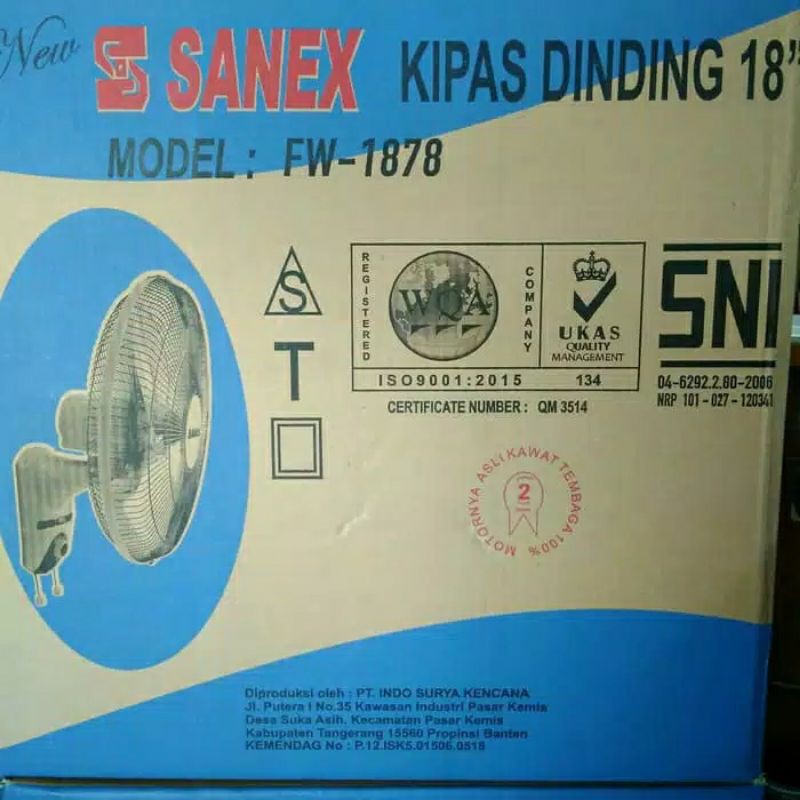 New SANEX KIPAS DINDING 18"
MODEL : FW-1878
S
T
REGISTERED
WQA
COMPANY
UKAS
QUALITY
MANAGEMENT
ISO9001:2015 134
CERTIFICATE NUMBER : QM 3514
SNI
04-6292.2.80-2006
NRP 101-027-120341
MOTORNYA ASLI KAWAT TEMBAGA 100%
2
Diproduksi oleh : PT. INDO SURYA KENCANA
Jl. Putera I No.35 Kawasan Industri Pasar Kemis
Desa Suka Asih. Kecamatan Pasar Kemis
Kabupaten Tangerang 15560 Propinsi Banten
KEMENDAG No : P.12.ISK5.01506.0518